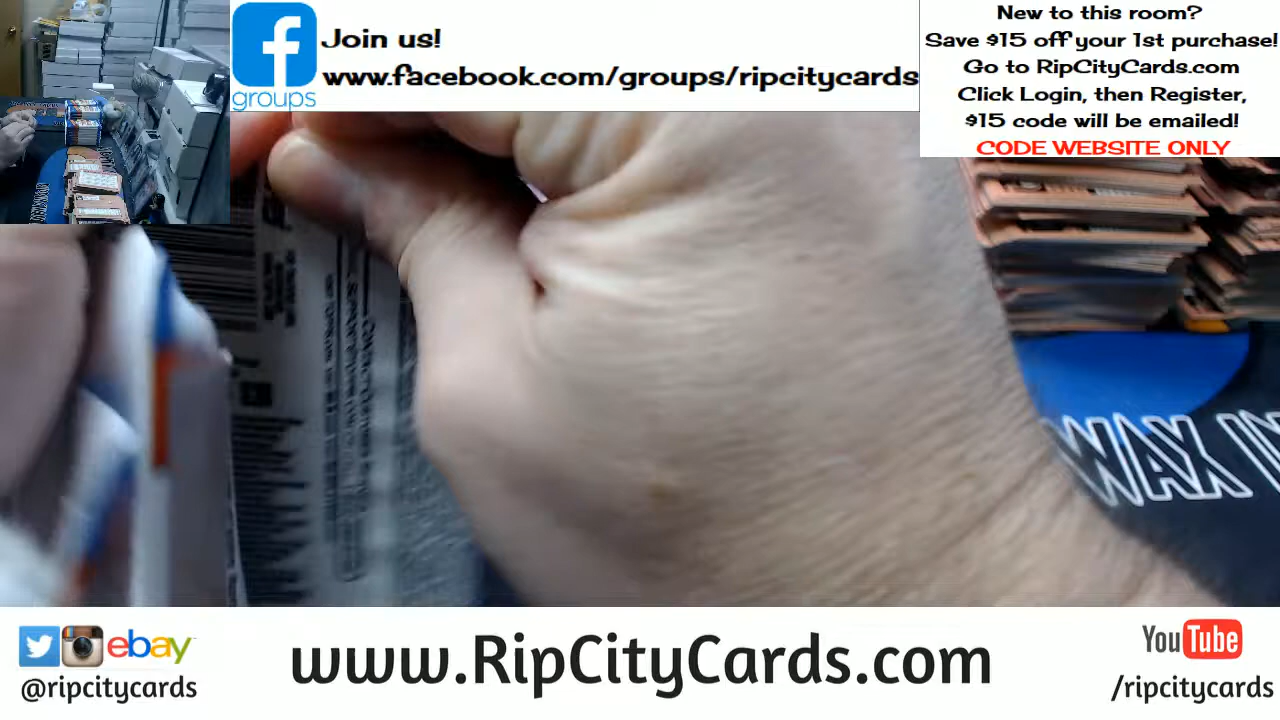 Join us!
www.facebook.com/groups/ripcitycards
groups
New to this room?
Save $15 off your 1st purchase!
Go to RipCityCards.com
Click Login, then Register,
$15 code will be emailed!
CODE WEBSITE ONLY
WAX
ebay
@ripcitycards
www.RipCityCards.com
YouTube
/ripcitycards